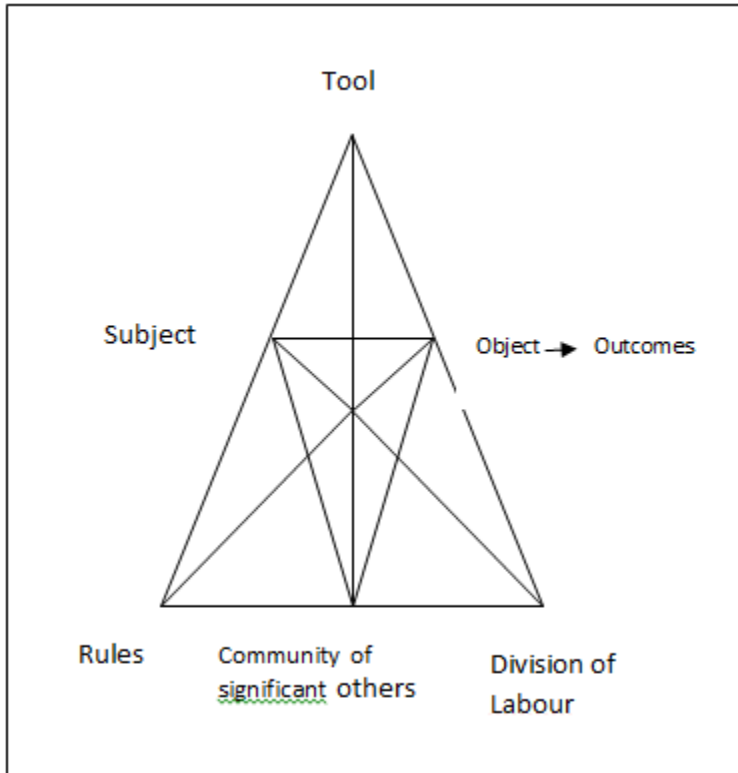 Tool
Subject
Object → Outcomes
Rules
Community of
significant others
Division of
Labour